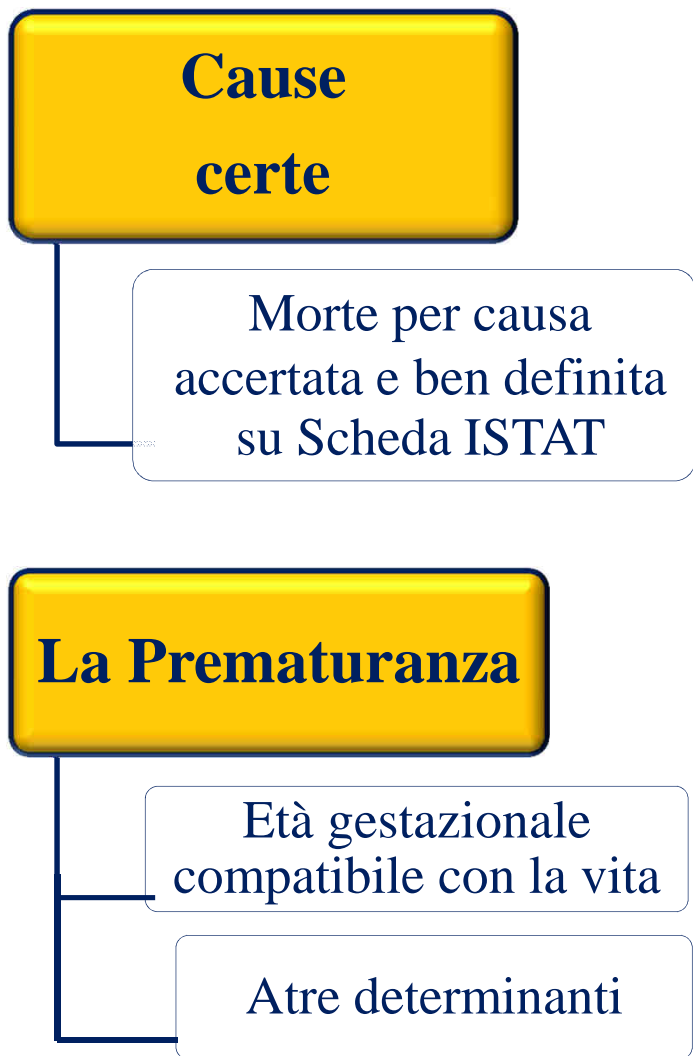 Cause
certe
Morte per causa
accertata e ben definita
su Scheda ISTAT
La Prematuranza
Età gestazionale
compatibile con la vita
Atre determinanti